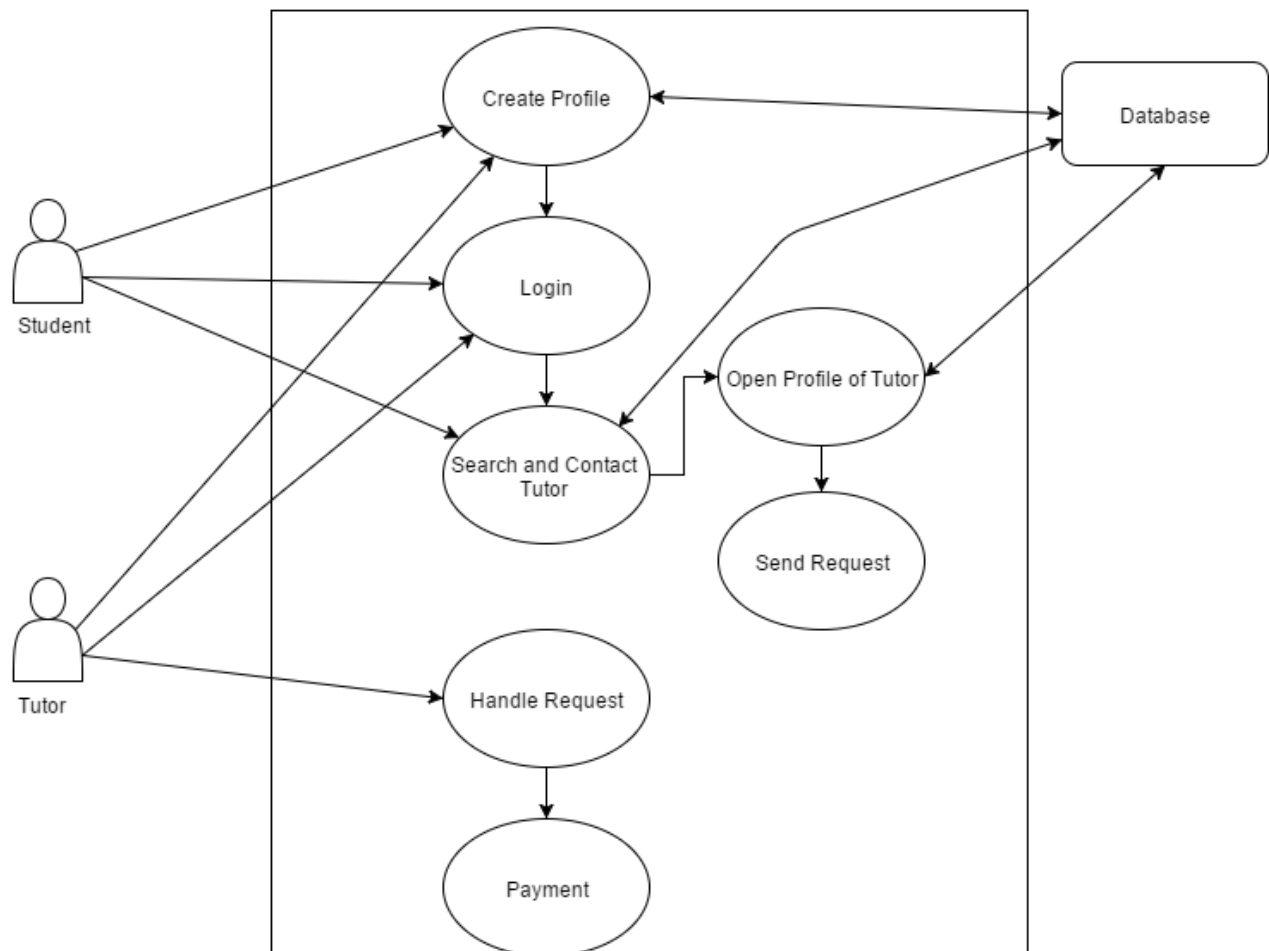 Create Profile
Database
Login
Student
Open Profile of Tutor
Search and Contact
Tutor
Send Request
Handle Request
Tutor
Payment